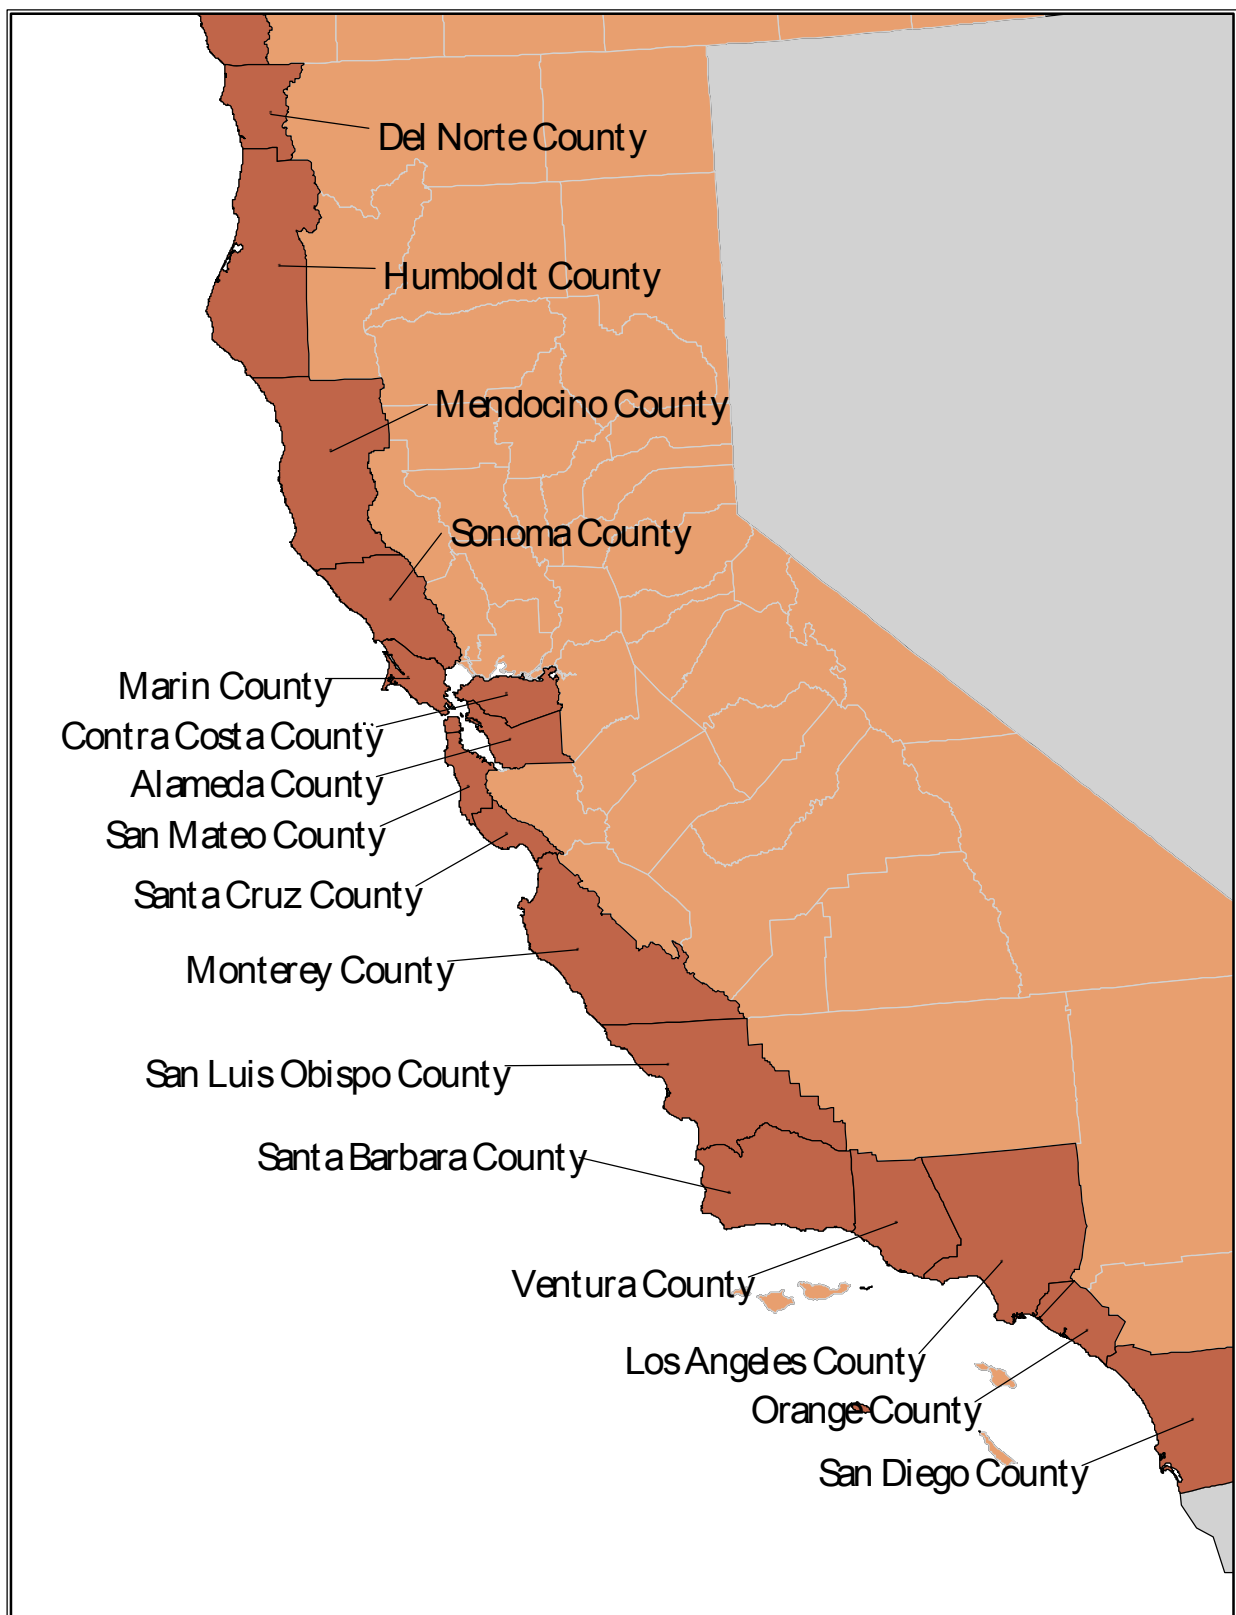 Del Norte County
Humboldt County
Mendocino County
Sonoma County
Marin County
Contra Costa County
Alameda County
San Mateo County
Santa Cruz County
Monterey County
San Luis Obispo County
Santa Barbara County
Ventura County
Los Angeles County
Orange County
San Diego County